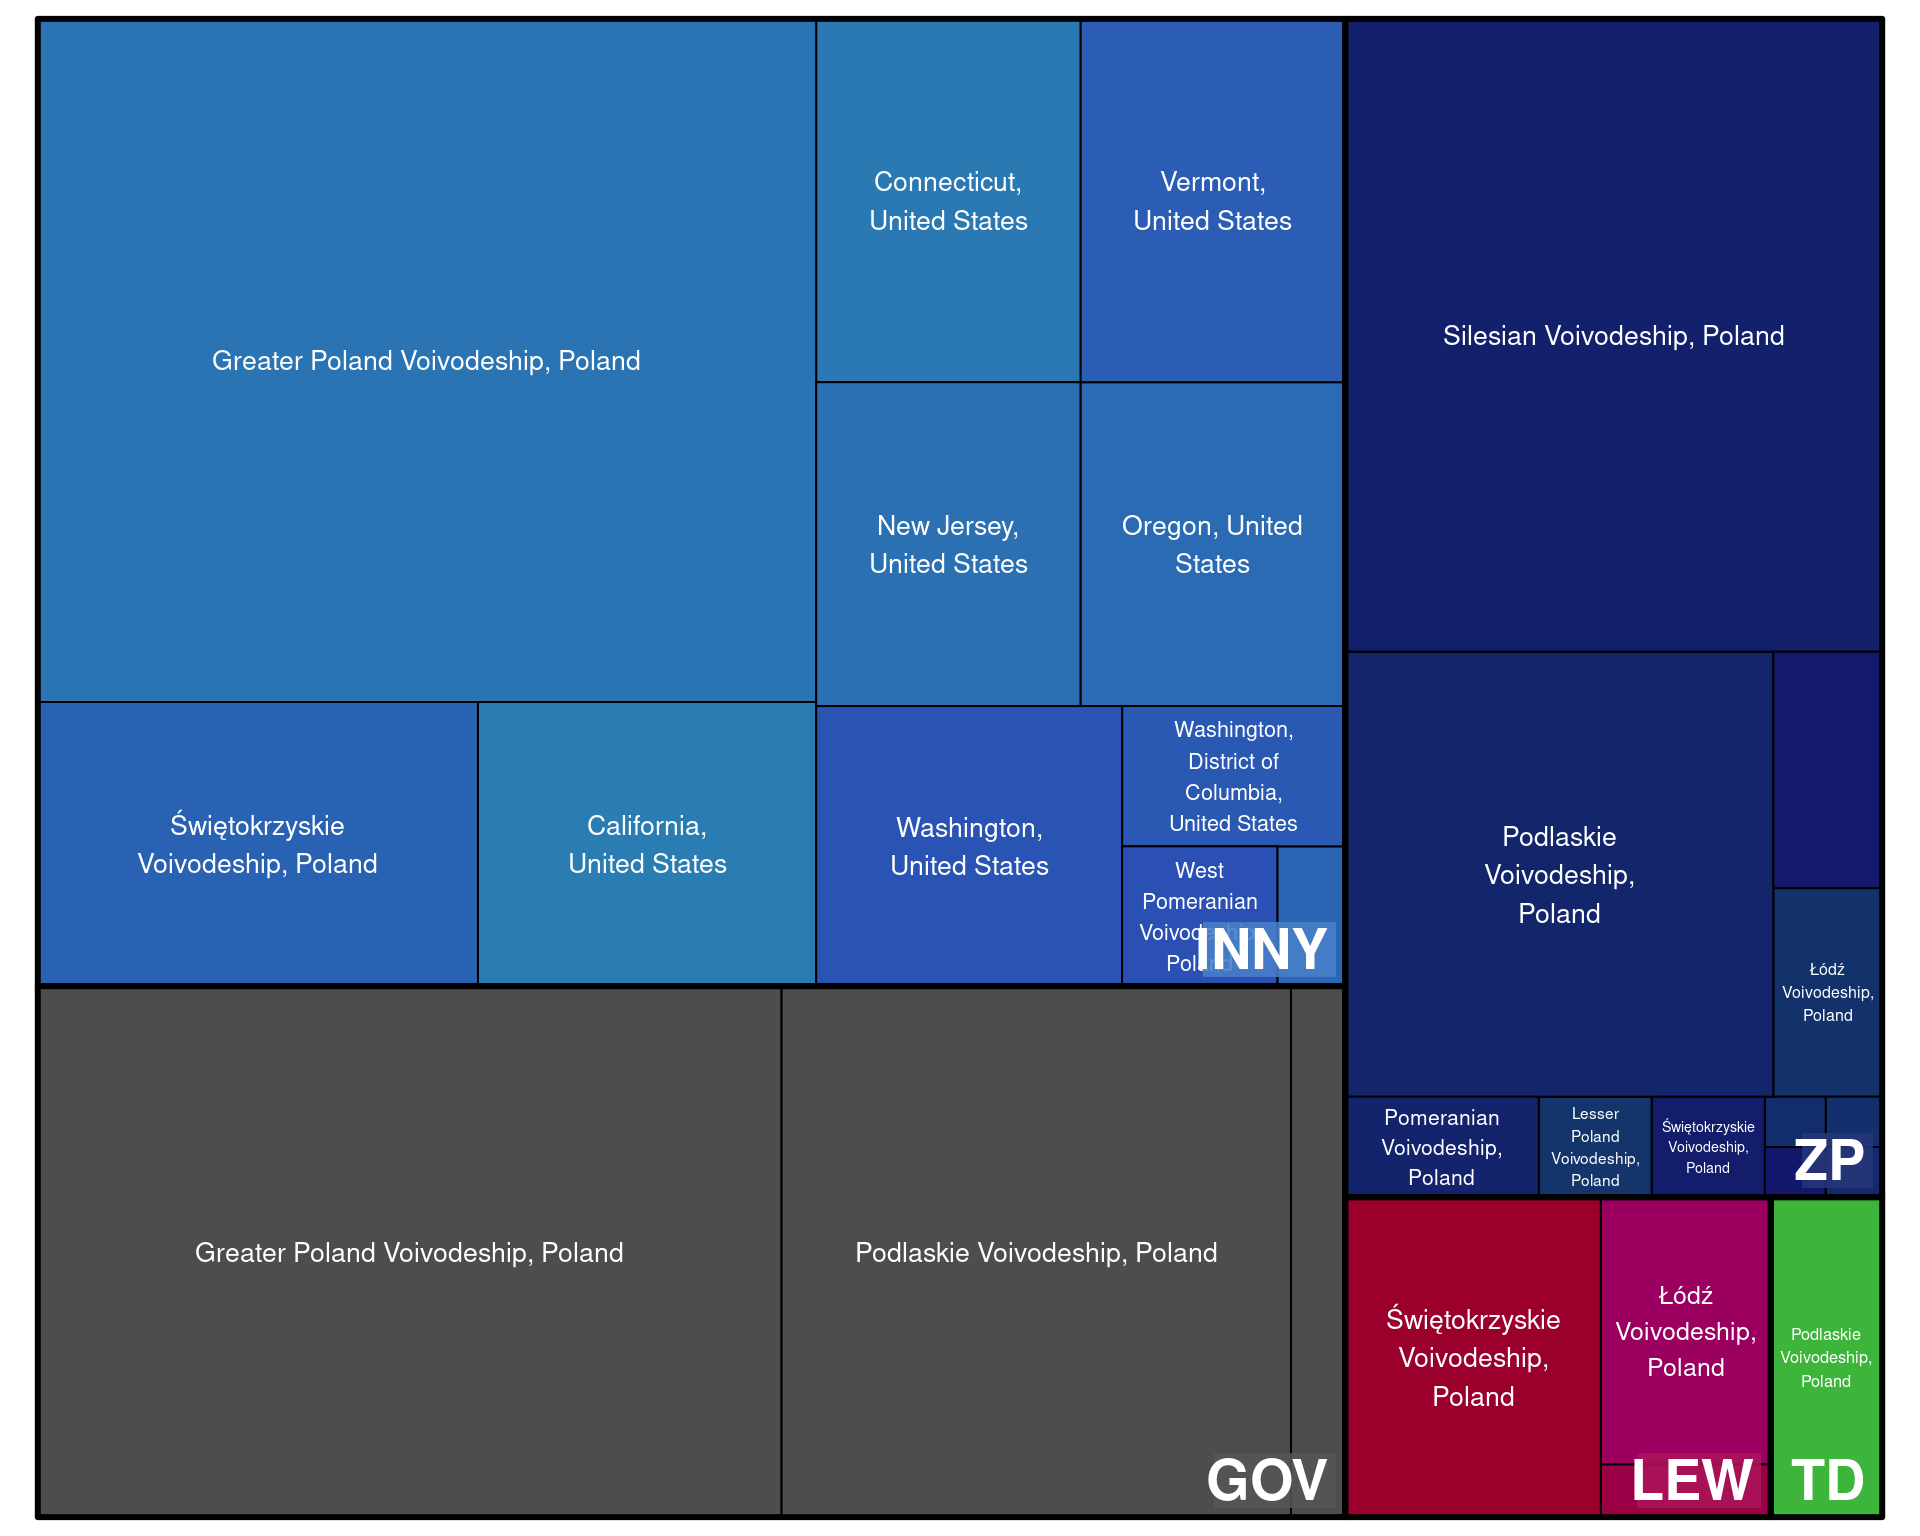 Greater Poland Voivodeship, Poland
Connecticut,
United States
Vermont,
United States
New Jersey,
United States
Oregon, United
States
Świętokrzyskie
Voivodeship, Poland
California,
United States
Washington,
United States
Washington,
District of
Columbia,
United States
West
Pomeranian
INNY
Greater Poland Voivodeship, Poland
Podlaskie Voivodeship, Poland
GOV
Silesian Voivodeship, Poland
Podlaskie
Voivodeship,
Poland
Łódź
Voivodeship,
Poland
Pomeranian
Voivodeship,
Poland
Lesser
Poland
Voivodeship,
Poland
Świętokrzyskie
Voivodeship,
Poland
ZP
Świętokrzyskie
Voivodeship,
Poland
Łódź
Voivodeship,
Poland
LEW
Podlaskie
Voivodeship,
Poland
TD